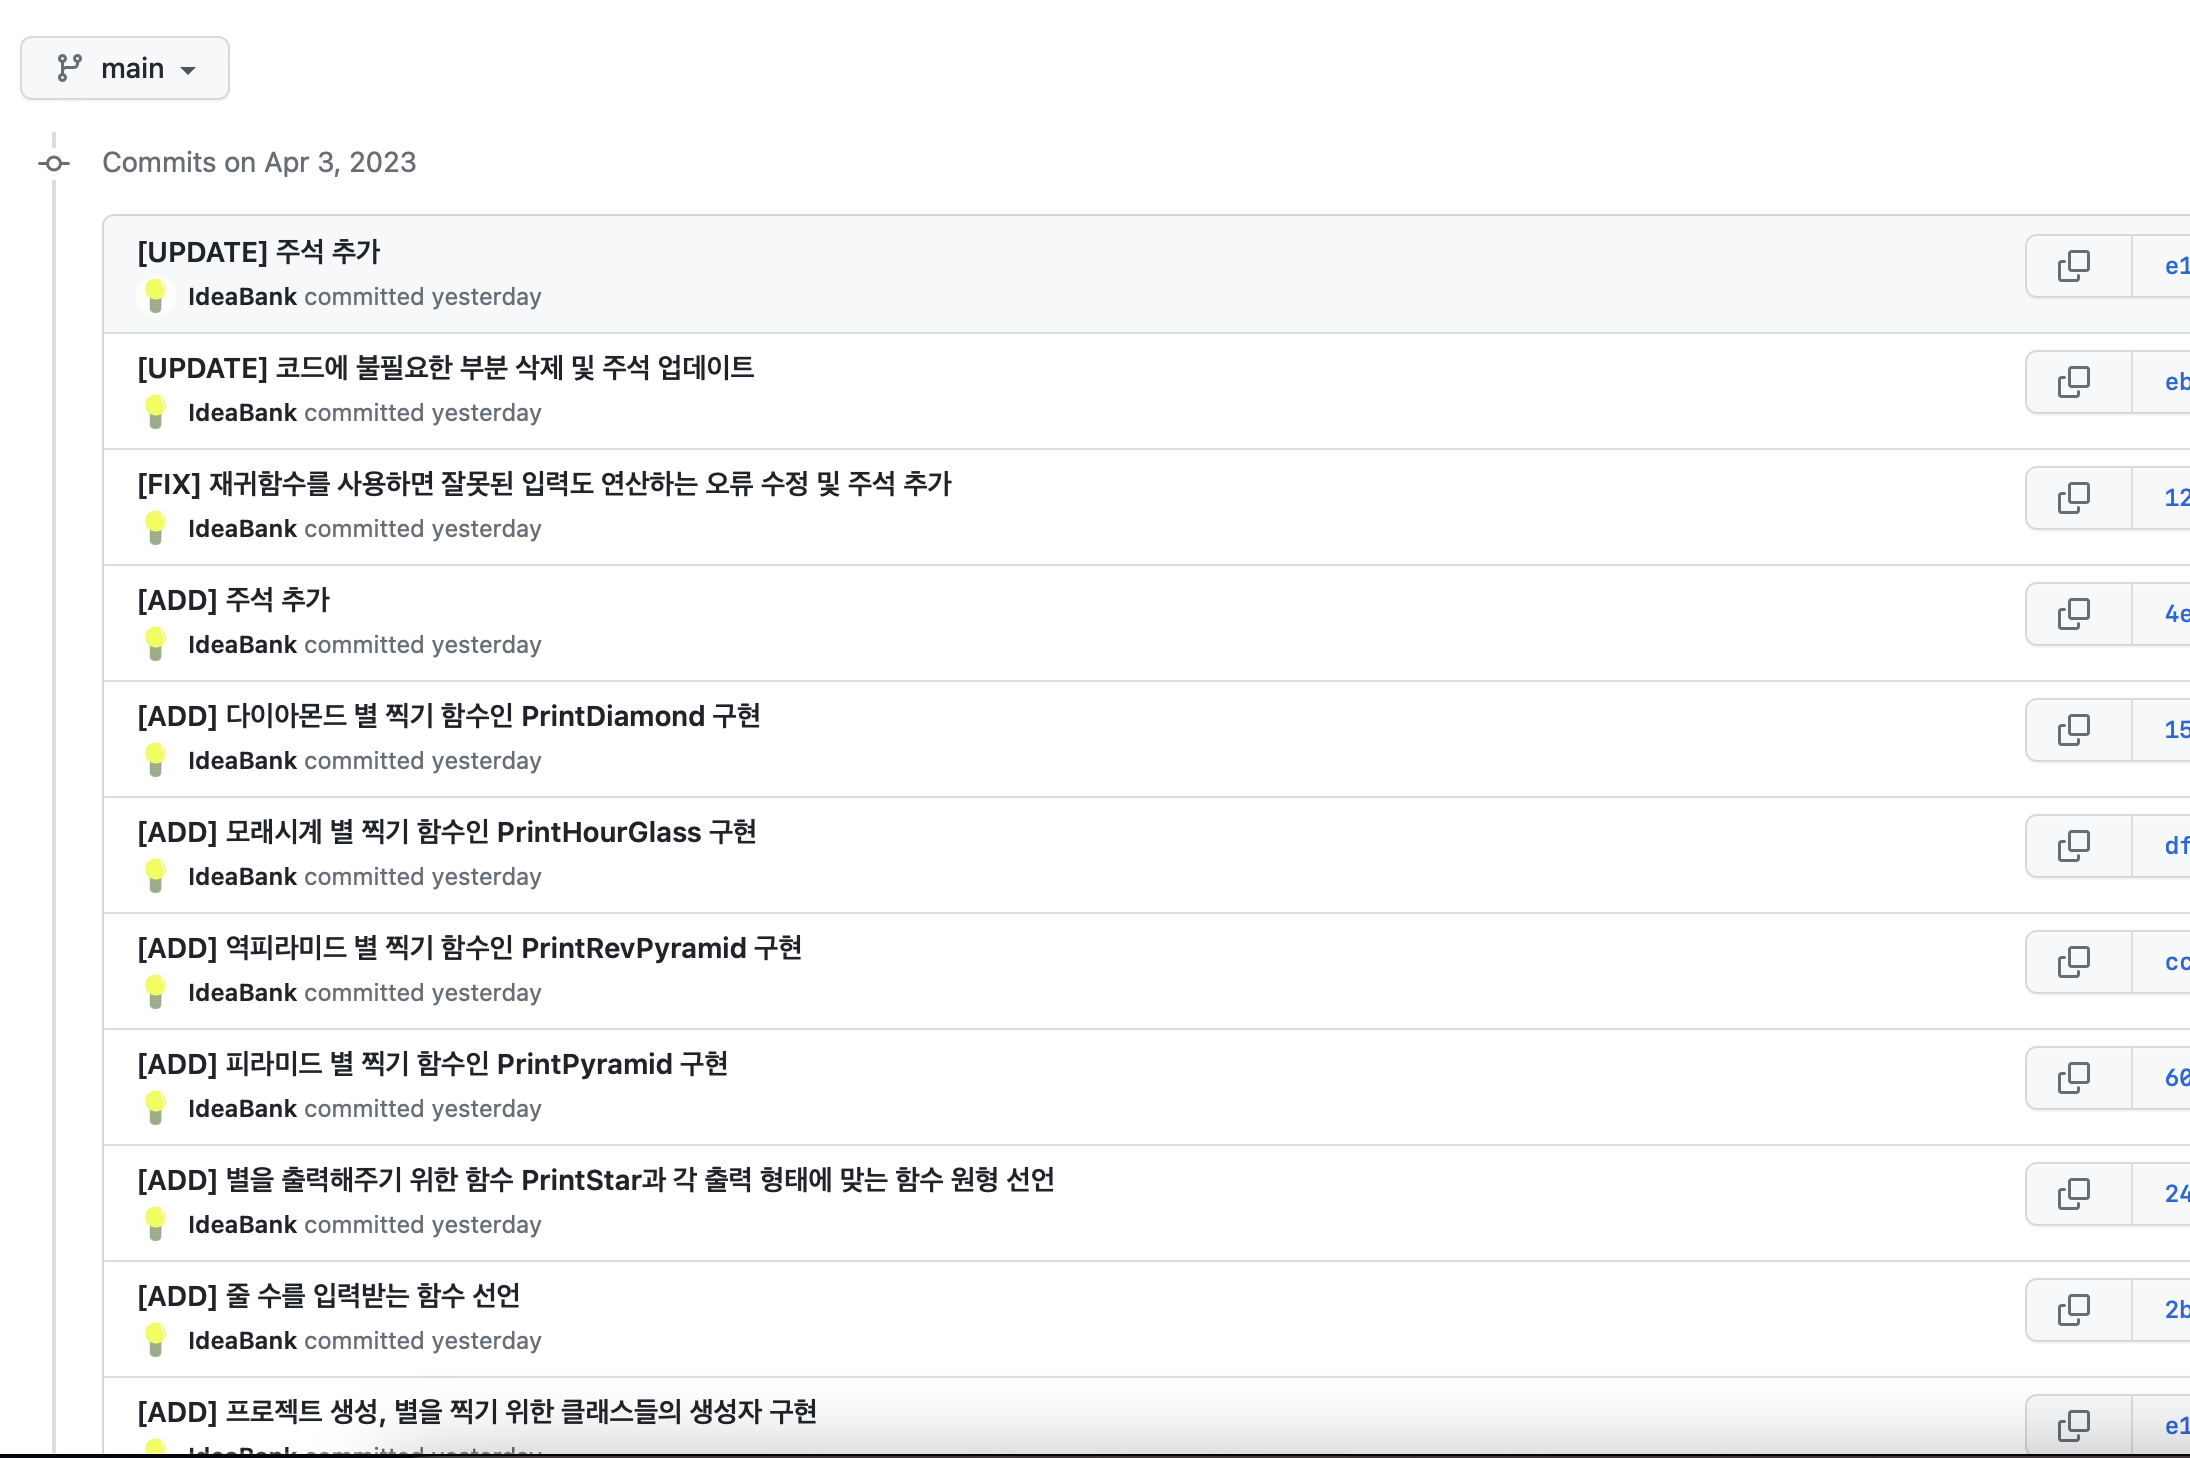 main
Commits on Apr 3, 2023
[UPDATE] 주석 추가
IdeaBank committed yesterday
e1
[UPDATE] 코드에 불필요한 부분 삭제 및 주석 업데이트
IdeaBank committed yesterday
eb
[FIX] 재귀함수를 사용하면 잘못된 입력도 연산하는 오류 수정 및 주석 추가
IdeaBank committed yesterday
12
[ADD] 주석 추가
IdeaBank committed yesterday
4e
[ADD] 다이아몬드 별 찍기 함수인 PrintDiamond 구현
IdeaBank committed yesterday
15
[ADD] 모래시계 별 찍기 함수인 PrintHourGlass 구현
IdeaBank committed yesterday
df
[ADD] 역피라미드 별 찍기 함수인 PrintRevPyramid 구현
IdeaBank committed yesterday
cc
[ADD] 피라미드 별 찍기 함수인 PrintPyramid 구현
IdeaBank committed yesterday
60
[ADD] 별을 출력해주기 위한 함수 PrintStar과 각 출력 형태에 맞는 함수 원형 선언
IdeaBank committed yesterday
24
[ADD] 줄 수를 입력받는 함수 선언
IdeaBank committed yesterday
2b
[ADD] 프로젝트 생성, 별을 찍기 위한 클래스들의 생성자 구현
IdeaBank committed yesterday
e1